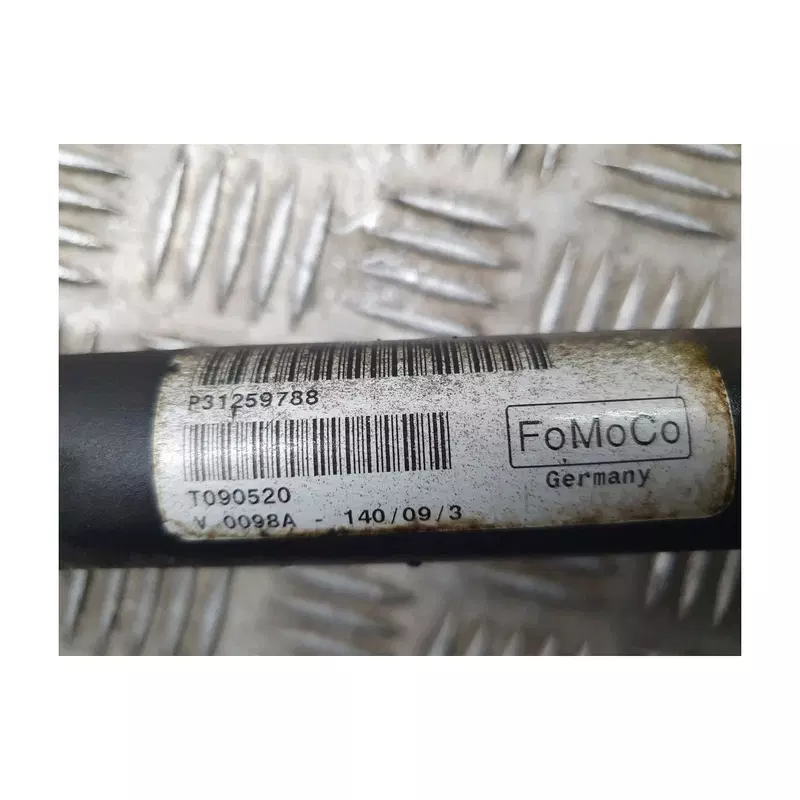 P31259788
FoMoCo
Germany
T090520
V 0098A - 140/09/3